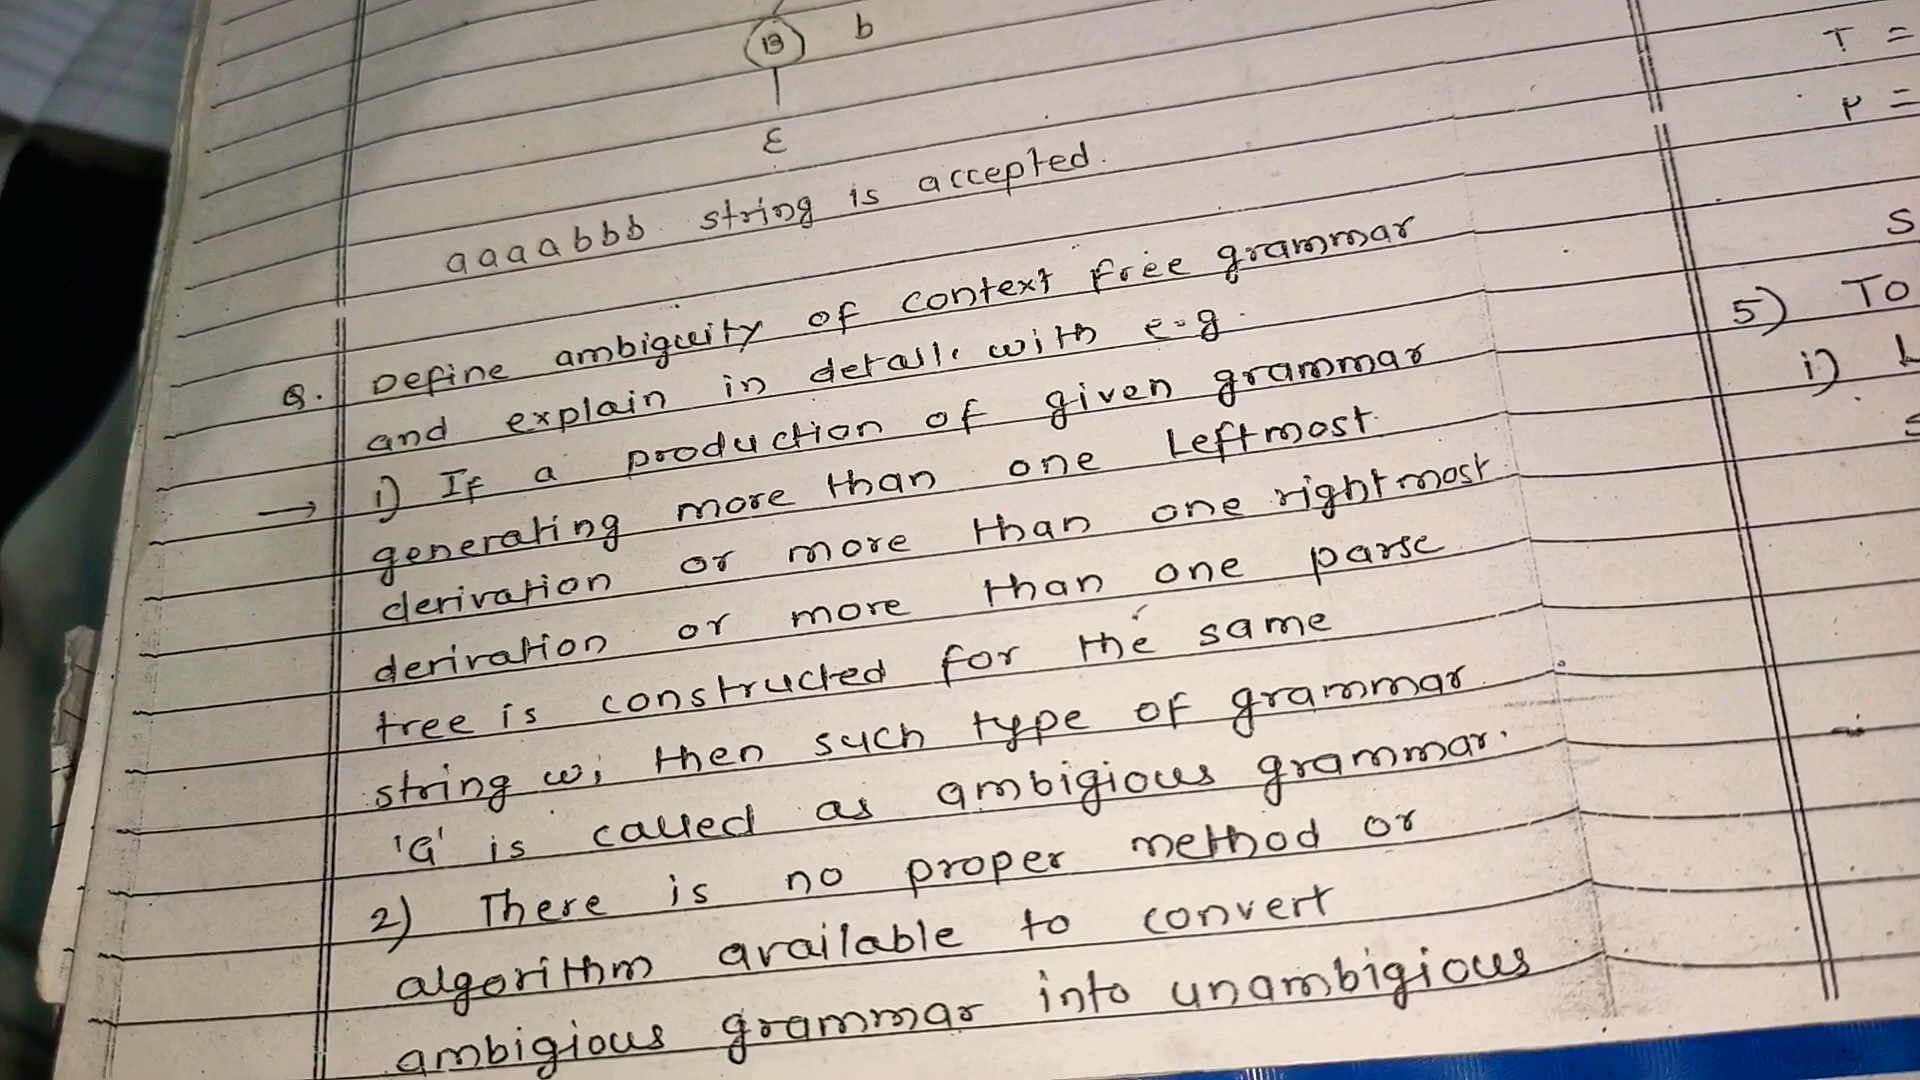 B b
ε
aaaabbb string is accepted.
Q. Define ambiguity of context free grammar
and explain in detail. with e.g.
→ 1) If a production of given grammar
generating more than one leftmost
derivation or more than one rightmost
derivation or more than one parse
tree is constructed for the same
string w; then such type of grammar
'G' is called as ambigious grammar.
2) There is no proper method or
algorithm available to convert
ambigious grammar into unambigious
T =
P =
S
5) To
i) L
S